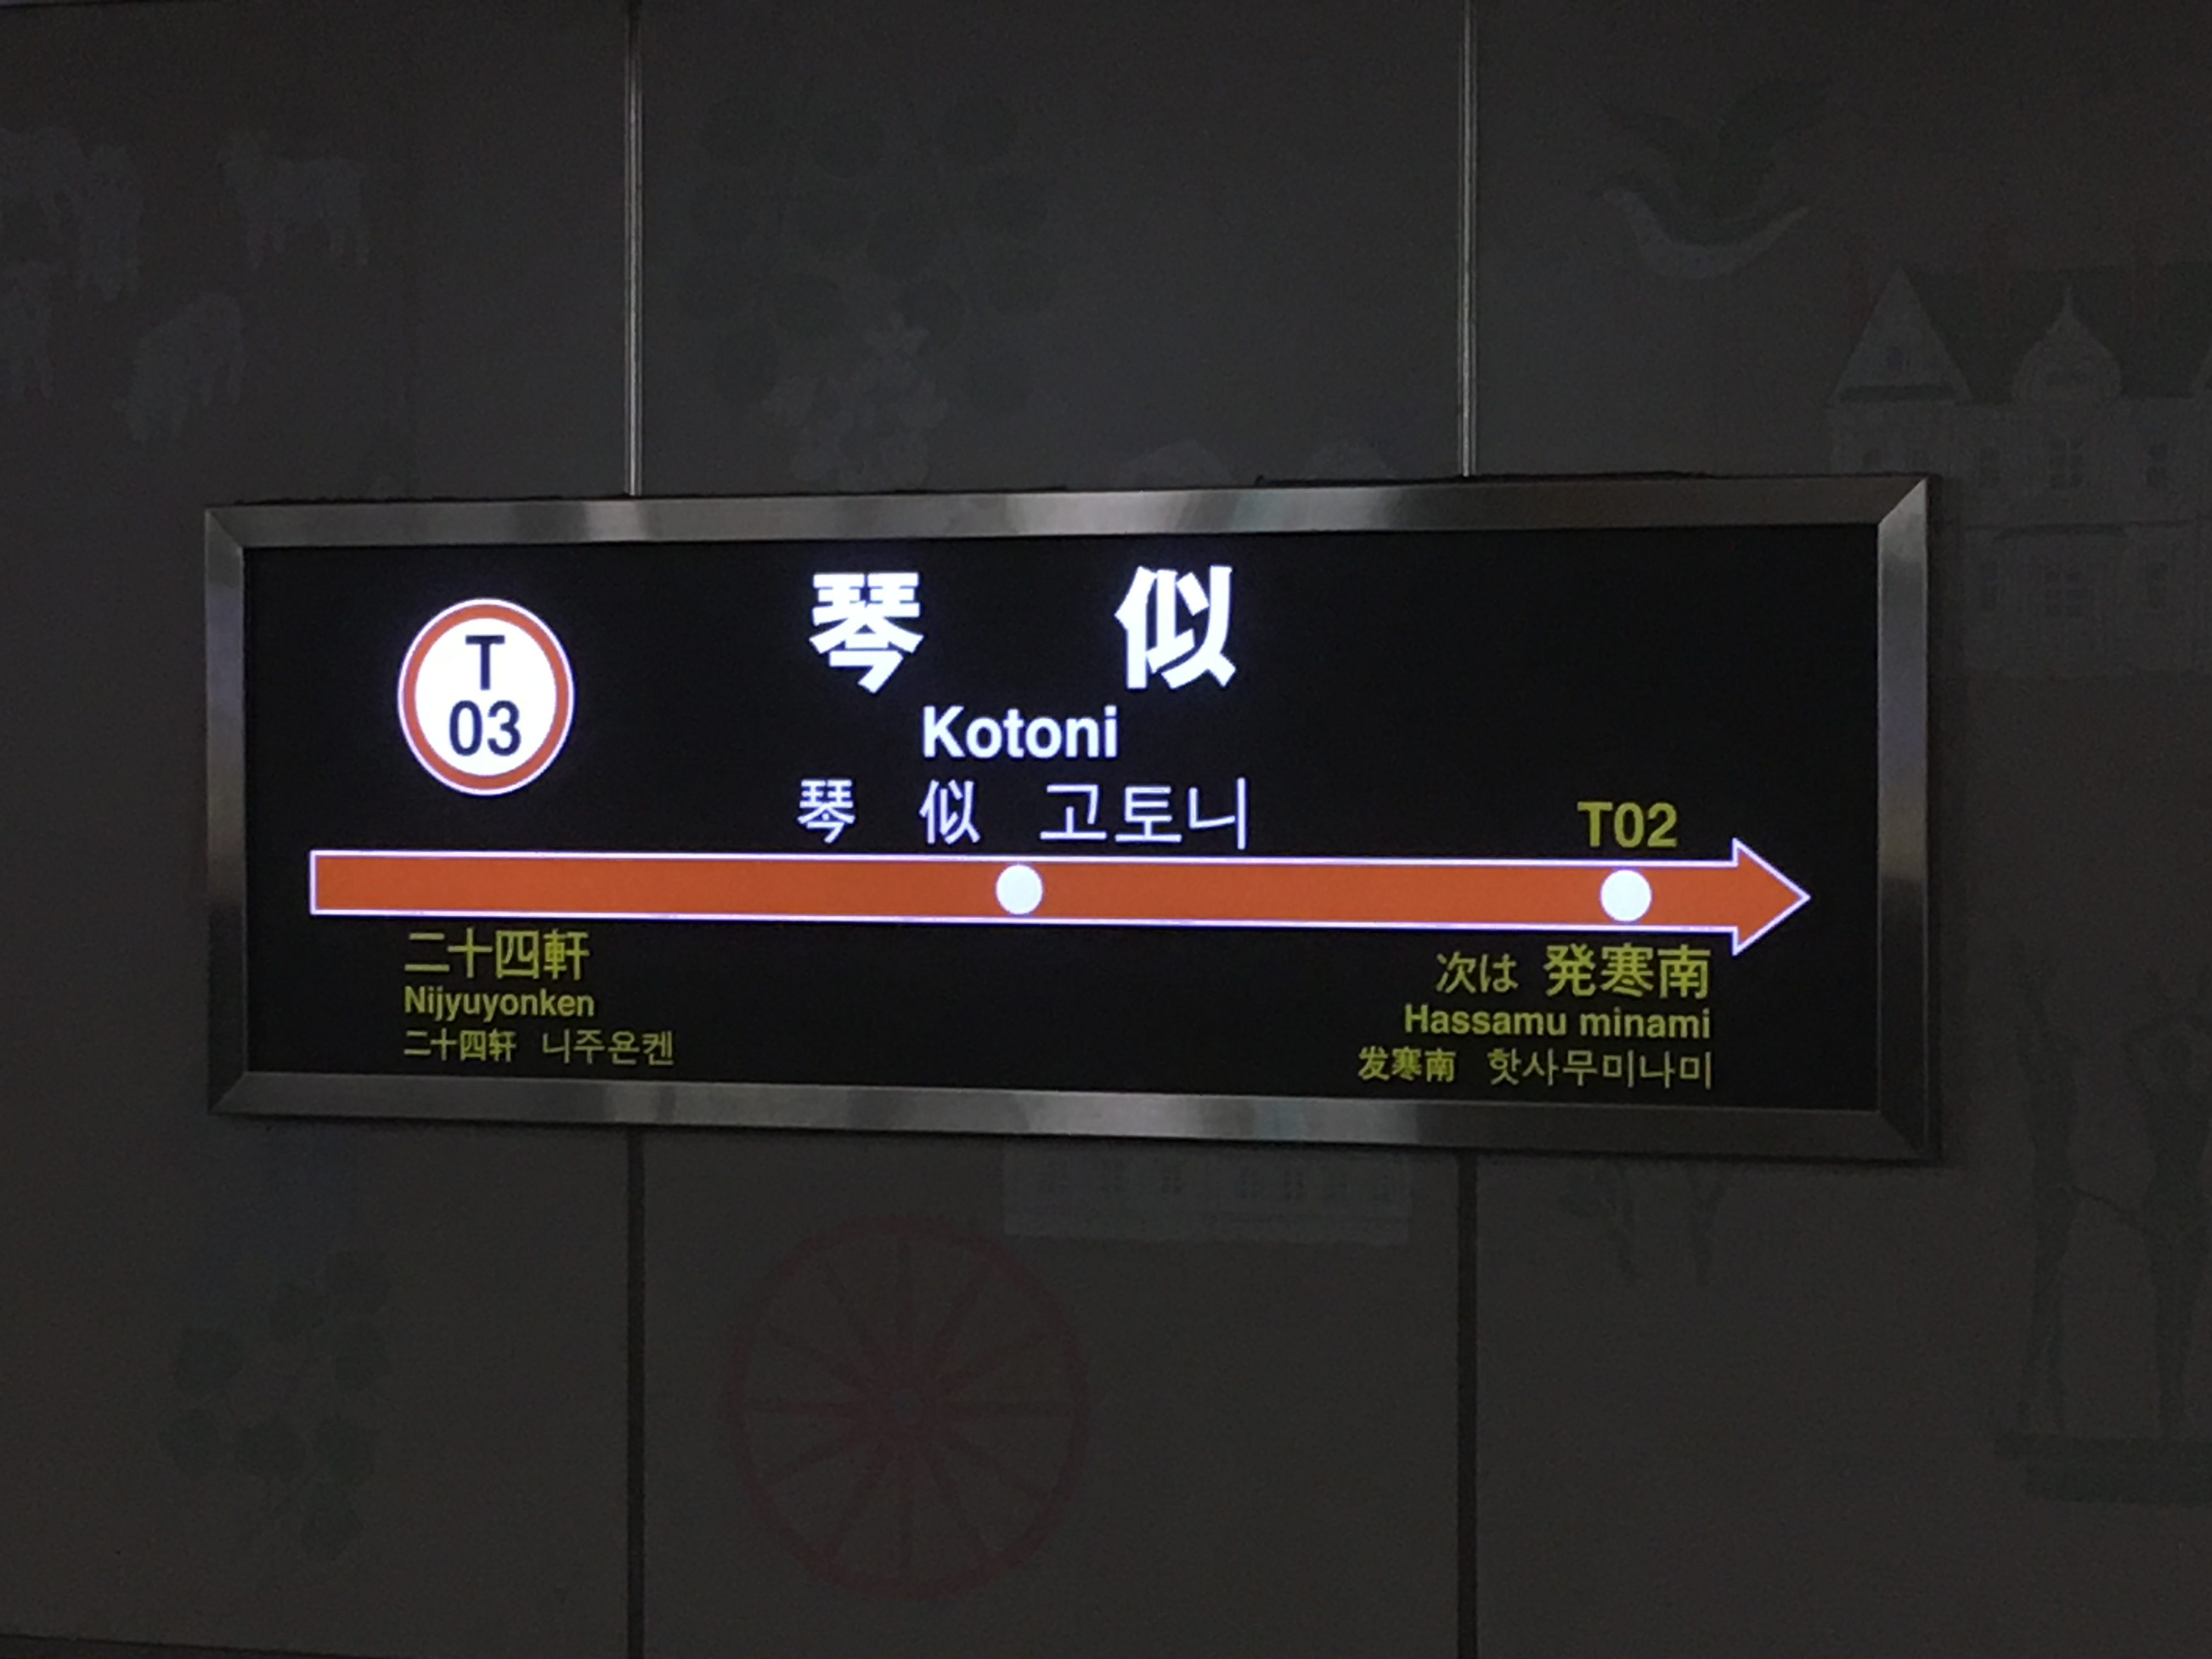 T
03
琴 似
Kotoni
琴 似 고토니
T02
二十四軒
Nijyuyonken
二十四轩 니주욘켄
次は 発寒南
Hassamu minami
发寒南 핫사무미나미